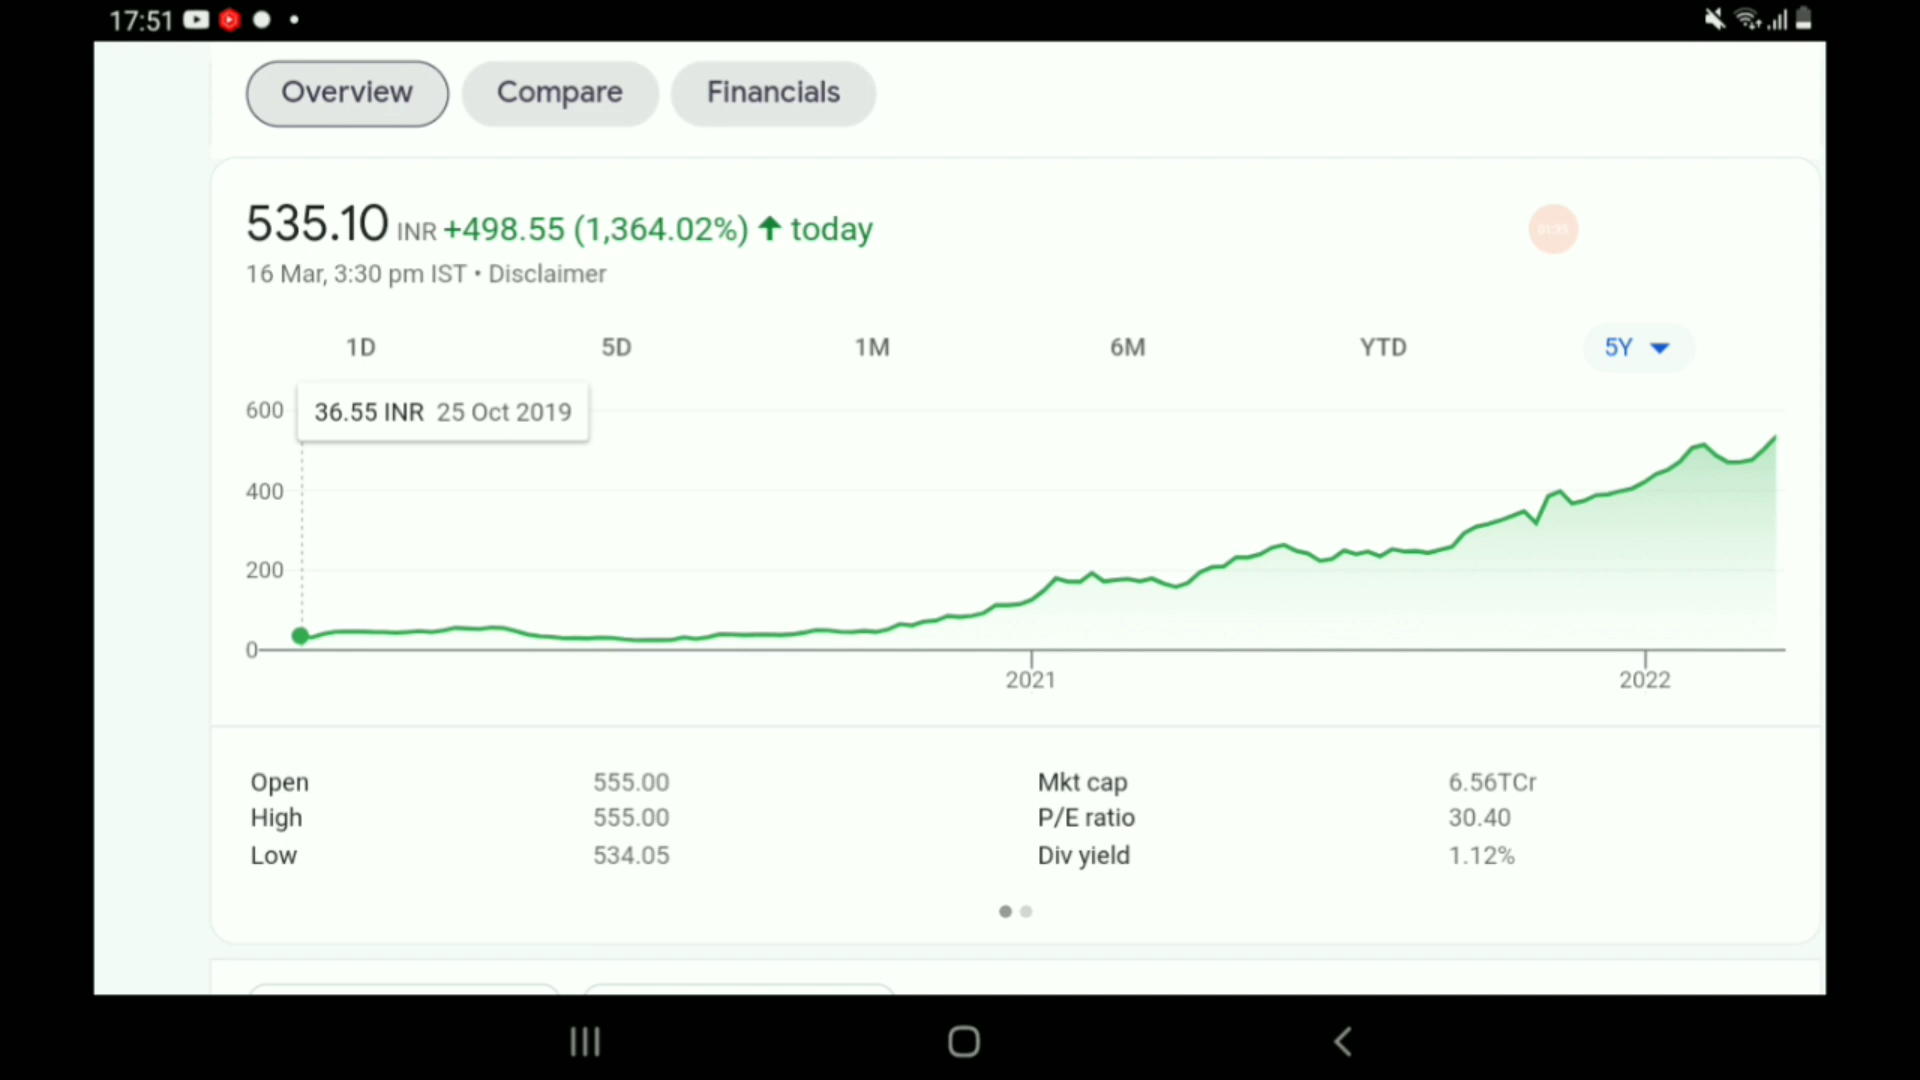 17:51
Overview Compare Financials
535.10 INR +498.55 (1,364.02%) ↑ today
01:35
16 Mar, 3:30 pm IST • Disclaimer
1D 5D 1M 6M YTD 5Y
36.55 INR 25 Oct 2019
600
400
200
0
2021 2022
Open 555.00 Mkt cap 6.56TCr
High 555.00 P/E ratio 30.40
Low 534.05 Div yield 1.12%